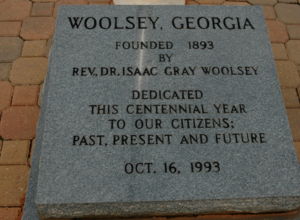 WOOLSEY, GEORGIA
FOUNDED 1893
BY
REV. DR. ISAAC GRAY WOOLSEY
DEDICATED
THIS CENTENNIAL YEAR
TO OUR CITIZENS;
PAST, PRESENT AND FUTURE
OCT. 16, 1993